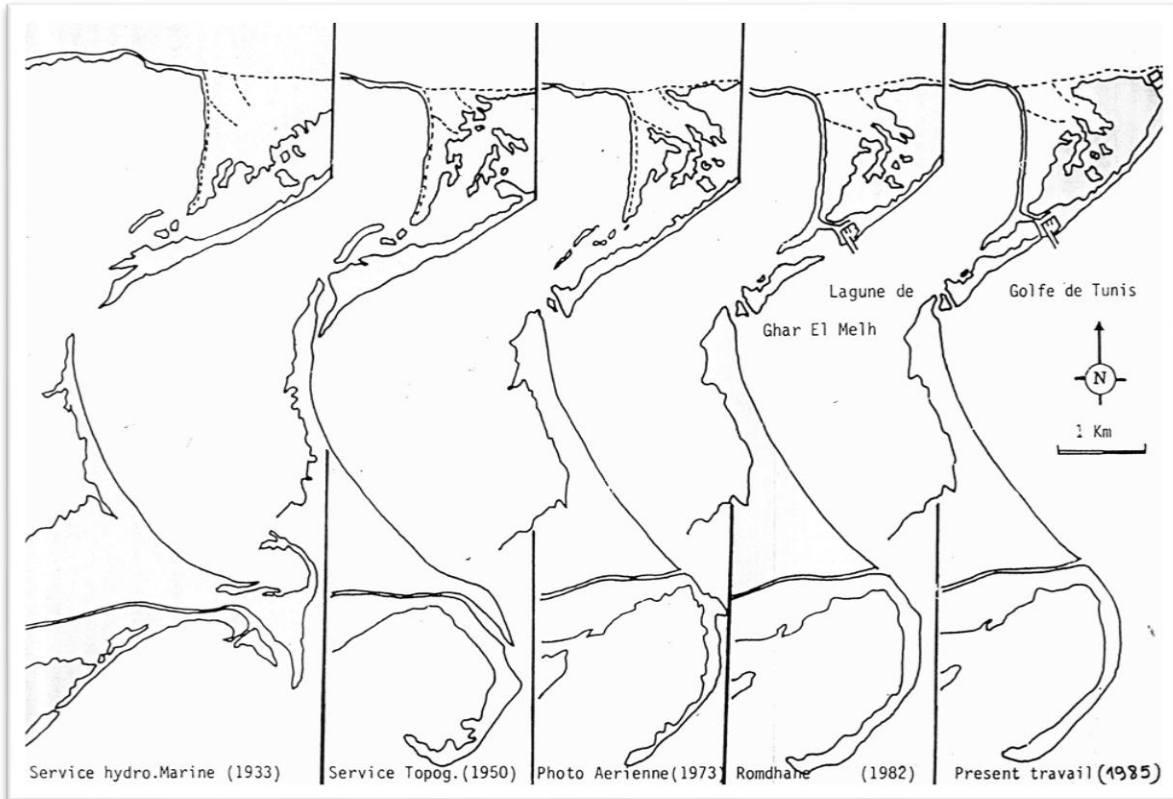 Lagune de
Ghar El Melh
Golfe de Tunis
N
1 Km
Service hydro.Marine (1933)
Service Topog.(1950)
Photo Aerienne(1973)
Romdhane (1982)
Present travail(1985)